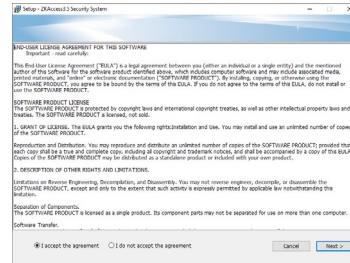 Setup - ZKAccess3.5 Security System
END-USER LICENSE AGREEMENT FOR THIS SOFTWARE
Important - read carefully:
This End-User License Agreement ("EULA") is a legal agreement between you (either an individual or a single entity) and the mentioned
author of this Software for the software product identified above, which includes computer software and may include associated media,
printed materials, and "online" or electronic documentation ("SOFTWARE PRODUCT"). By installing, copying, or otherwise using the
SOFTWARE PRODUCT, you agree to be bound by the terms of this EULA. If you do not agree to the terms of this EULA, do not install or
use the SOFTWARE PRODUCT.
SOFTWARE PRODUCT LICENSE
The SOFTWARE PRODUCT is protected by copyright laws and international copyright treaties, as well as other intellectual property laws and
treaties. The SOFTWARE PRODUCT is licensed, not sold.
1. GRANT OF LICENSE. The EULA grants you the following rights:Installation and Use. You may install and use an unlimited number of copies
of the SOFTWARE PRODUCT.
Reproduction and Distribution. You may reproduce and distribute an unlimited number of copies of the SOFTWARE PRODUCT; provided that
each copy shall be a true and complete copy, including all copyright and trademark notices, and shall be accompanied by a copy of this EULA.
Copies of the SOFTWARE PRODUCT may be distributed as a standalone product or included with your own product.
2. DESCRIPTION OF OTHER RIGHTS AND LIMITATIONS.
Limitations on Reverse Engineering, Decompilation, and Disassembly. You may not reverse engineer, decompile, or disassemble the
SOFTWARE PRODUCT, except and only to the extent that such activity is expressly permitted by applicable law notwithstanding this
limitation.
Separation of Components.
The SOFTWARE PRODUCT is licensed as a single product. Its component parts may not be separated for use on more than one computer.
Software Transfer.
I accept the agreement
I do not accept the agreement
Cancel
Next >